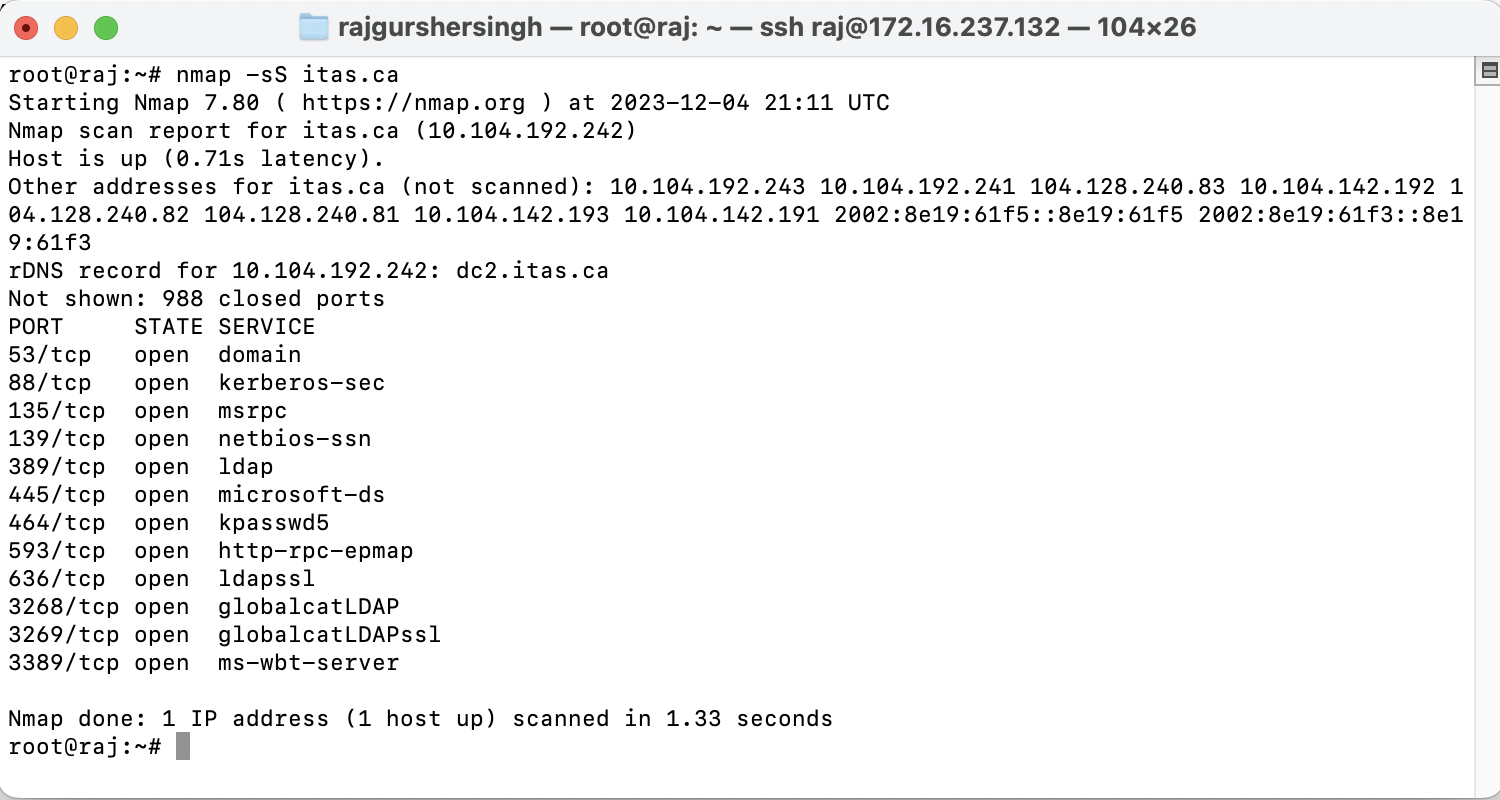 rajgurshersingh — root@raj: ~ — ssh raj@172.16.237.132 — 104×26
root@raj:~# nmap -sS itas.ca
Starting Nmap 7.80 ( https://nmap.org ) at 2023-12-04 21:11 UTC
Nmap scan report for itas.ca (10.104.192.242)
Host is up (0.71s latency).
Other addresses for itas.ca (not scanned): 10.104.192.243 10.104.192.241 104.128.240.83 10.104.142.192 1
04.128.240.82 104.128.240.81 10.104.142.193 10.104.142.191 2002:8e19:61f5::8e19:61f5 2002:8e19:61f3::8e1
9:61f3
rDNS record for 10.104.192.242: dc2.itas.ca
Not shown: 988 closed ports
PORT     STATE SERVICE
53/tcp   open  domain
88/tcp   open  kerberos-sec
135/tcp  open  msrpc
139/tcp  open  netbios-ssn
389/tcp  open  ldap
445/tcp  open  microsoft-ds
464/tcp  open  kpasswd5
593/tcp  open  http-rpc-epmap
636/tcp  open  ldapssl
3268/tcp open  globalcatLDAP
3269/tcp open  globalcatLDAPssl
3389/tcp open  ms-wbt-server

Nmap done: 1 IP address (1 host up) scanned in 1.33 seconds
root@raj:~#